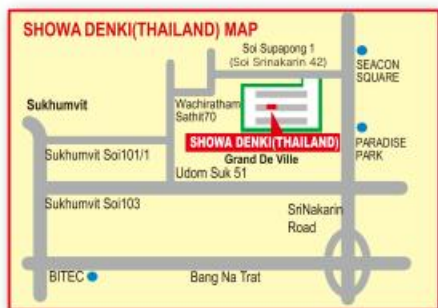 SHOWA DENKI(THAILAND) MAP
Soi Supapong 1
(Soi Srinakarin 42)
SEACON
SQUARE
Sukhumvit
Wachiratham
Sathit70
SHOWA DENKI(THAILAND)
Grand De Ville
PARADISE
PARK
Sukhumvit Soi101/1
Udom Suk 51
Sukhumvit Soi103
SriNakarin
Road
BITEC
Bang Na Trat